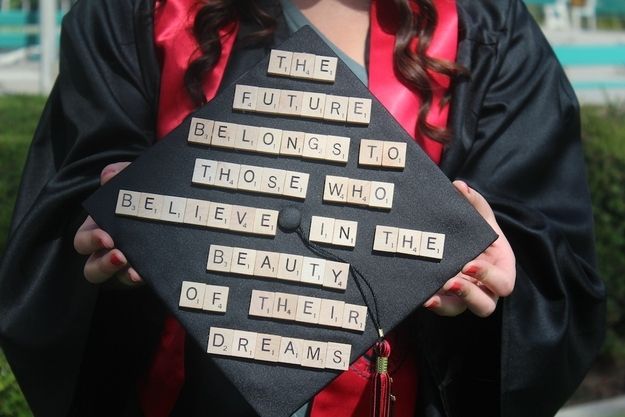 THE
FUTURE
BELONGS TO
THOSE WHO
BELIEVE IN THE
BEAUTY
OF THEIR
DREAMS